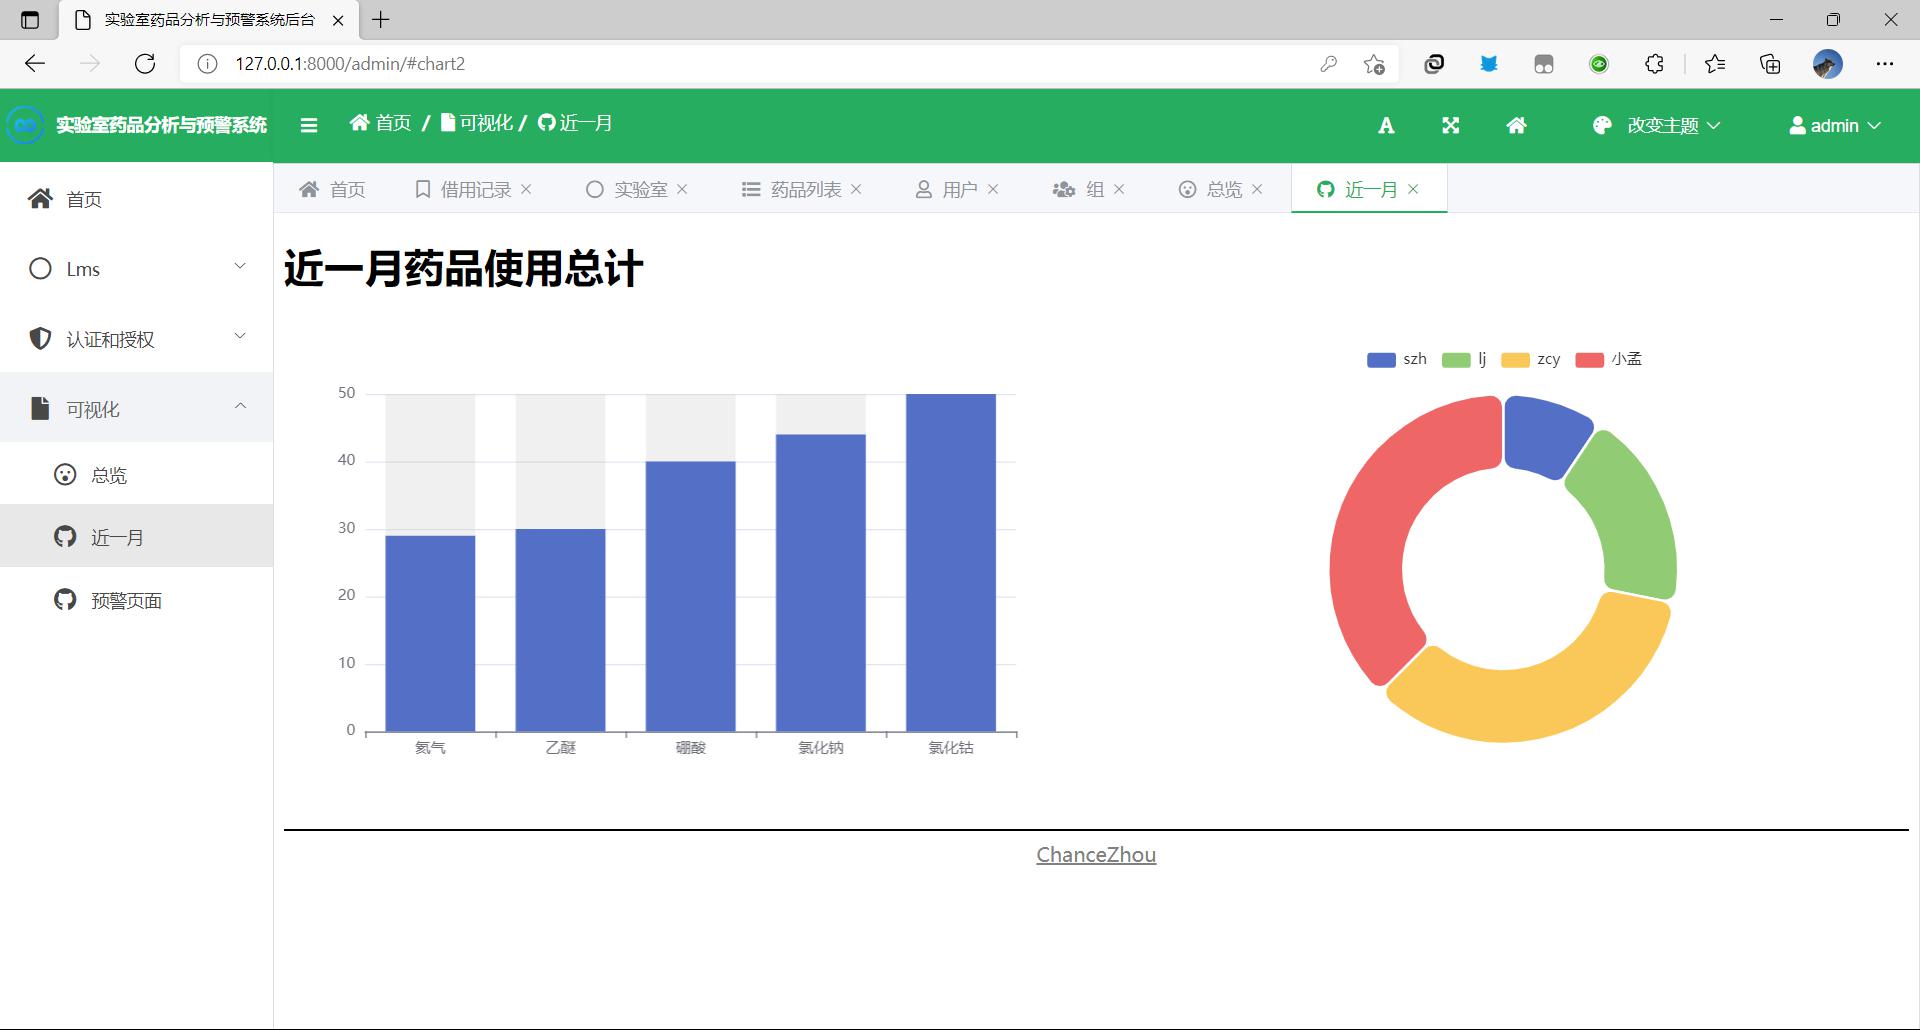 实验室药品分析与预警系统后台
127.0.0.1:8000/admin/#chart2
实验室药品分析与预警系统
首页 / 可视化 / 近一月
A
改变主题
admin
首页
借用记录
实验室
药品列表
用户
组
总览
近一月
首页
Lms
认证和授权
可视化
总览
近一月
预警页面
近一月药品使用总计
szh
lj
zcy
小孟
50
40
30
20
10
0
氦气
乙醚
硼酸
氯化钠
氯化钴
ChanceZhou